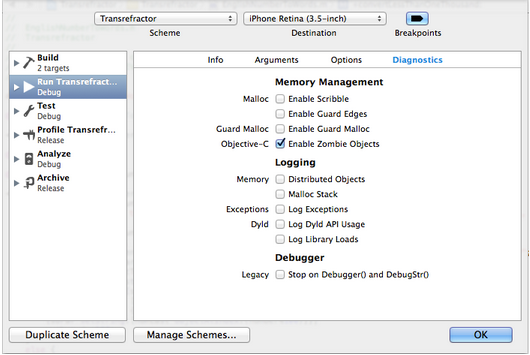 Transrefractor
iPhone Retina (3.5-inch)
Scheme
Destination
Breakpoints
Build
2 targets
Run Transrefract...
Debug
Test
Debug
Profile Transrefr...
Release
Analyze
Debug
Archive
Release
Info
Arguments
Options
Diagnostics
Memory Management
Malloc
Enable Scribble
Enable Guard Edges
Guard Malloc
Enable Guard Malloc
Objective-C
Enable Zombie Objects
Logging
Memory
Distributed Objects
Malloc Stack
Exceptions
Log Exceptions
Dyld
Log Dyld API Usage
Log Library Loads
Debugger
Legacy
Stop on Debugger() and DebugStr()
Duplicate Scheme
Manage Schemes...
OK